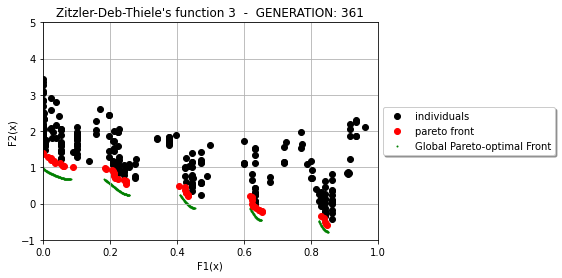 Zitzler-Deb-Thiele's function 3 - GENERATION: 361
5
4
3
2
1
0
−1
F2(x)
0.0 0.2 0.4 0.6 0.8 1.0
F1(x)
individuals
pareto front
Global Pareto-optimal Front